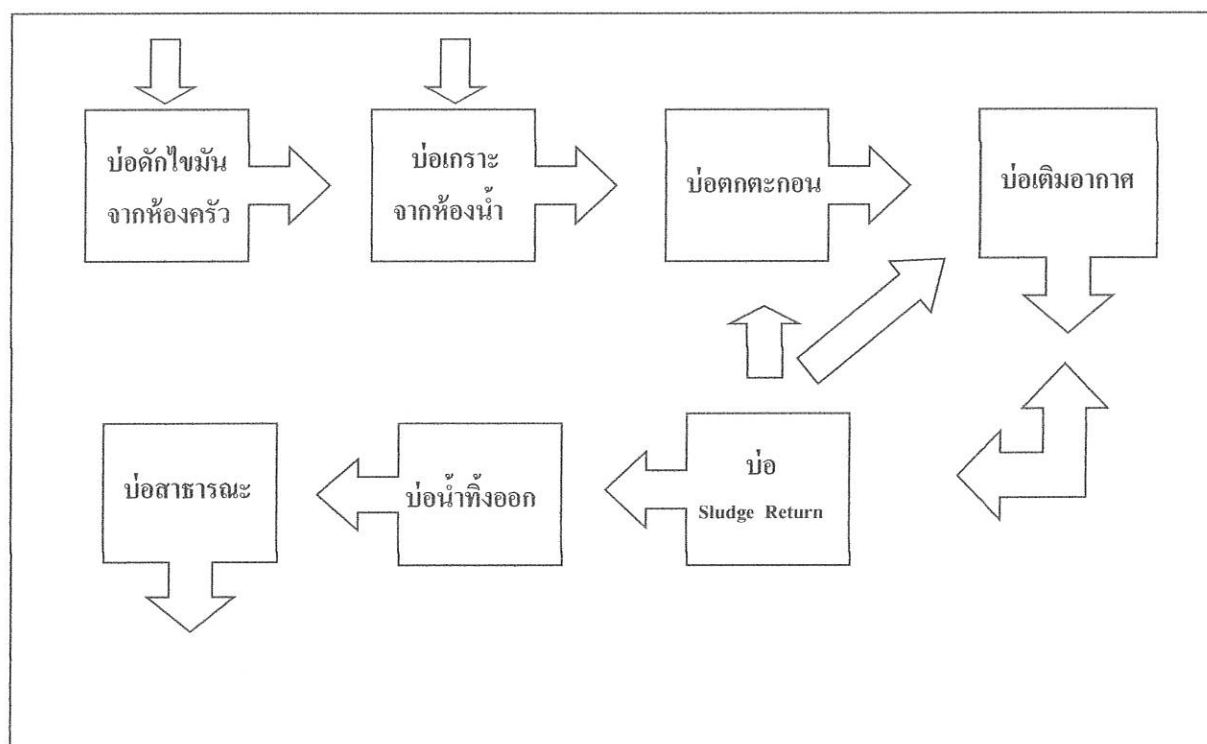 บ่อดักไขมัน
จากห้องครัว
บ่อเกราะ
จากห้องน้ำ
บ่อตกตะกอน
บ่อเติมอากาศ
บ่อสาธารณะ
บ่อน้ำทิ้งออก
บ่อ
Sludge Return